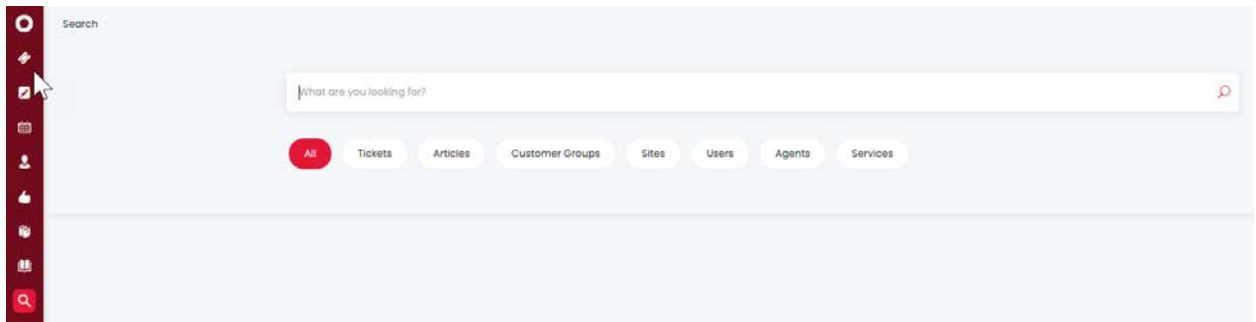 Search
What are you looking for?
All Tickets Articles Customer Groups Sites Users Agents Services